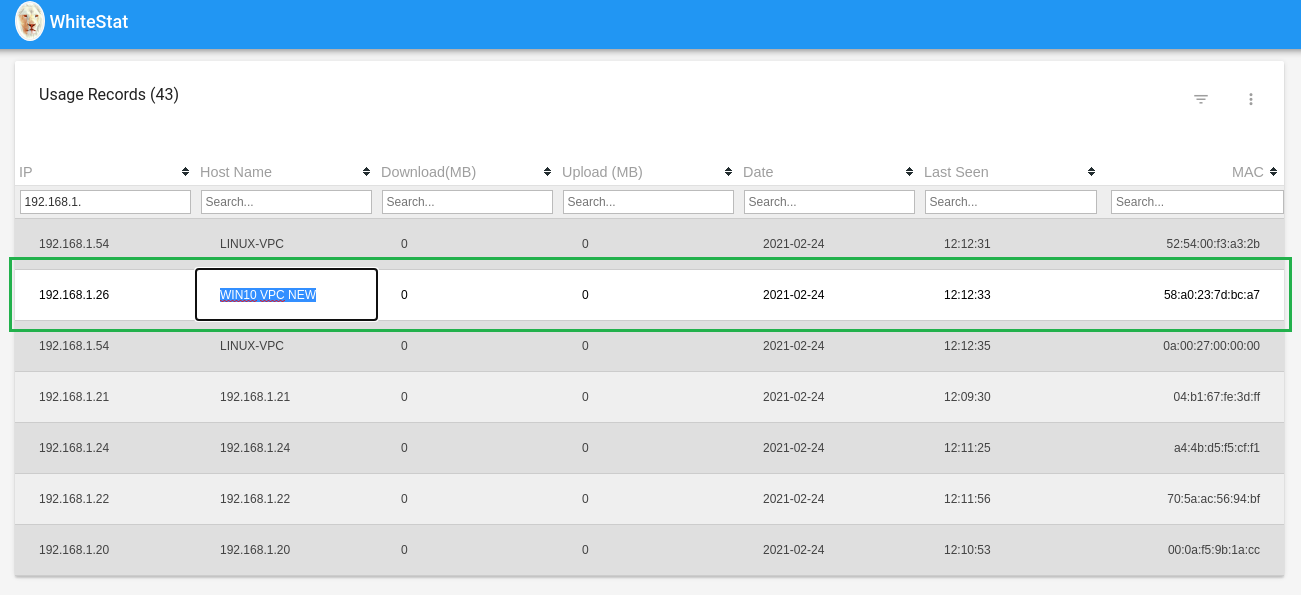 WhiteStat
Usage Records (43)
IP Host Name Download(MB) Upload (MB) Date Last Seen MAC
192.168.1. Search... Search... Search... Search... Search... Search...
192.168.1.54 LINUX-VPC 0 0 2021-02-24 12:12:31 52:54:00:f3:a3:2b
192.168.1.26 WIN10 VPC NEW 0 0 2021-02-24 12:12:33 58:a0:23:7d:bc:a7
192.168.1.54 LINUX-VPC 0 0 2021-02-24 12:12:35 0a:00:27:00:00:00
192.168.1.21 192.168.1.21 0 0 2021-02-24 12:09:30 04:b1:67:fe:3d:ff
192.168.1.24 192.168.1.24 0 0 2021-02-24 12:11:25 a4:4b:d5:f5:cf:f1
192.168.1.22 192.168.1.22 0 0 2021-02-24 12:11:56 70:5a:ac:56:94:bf
192.168.1.20 192.168.1.20 0 0 2021-02-24 12:10:53 00:0a:f5:9b:1a:cc